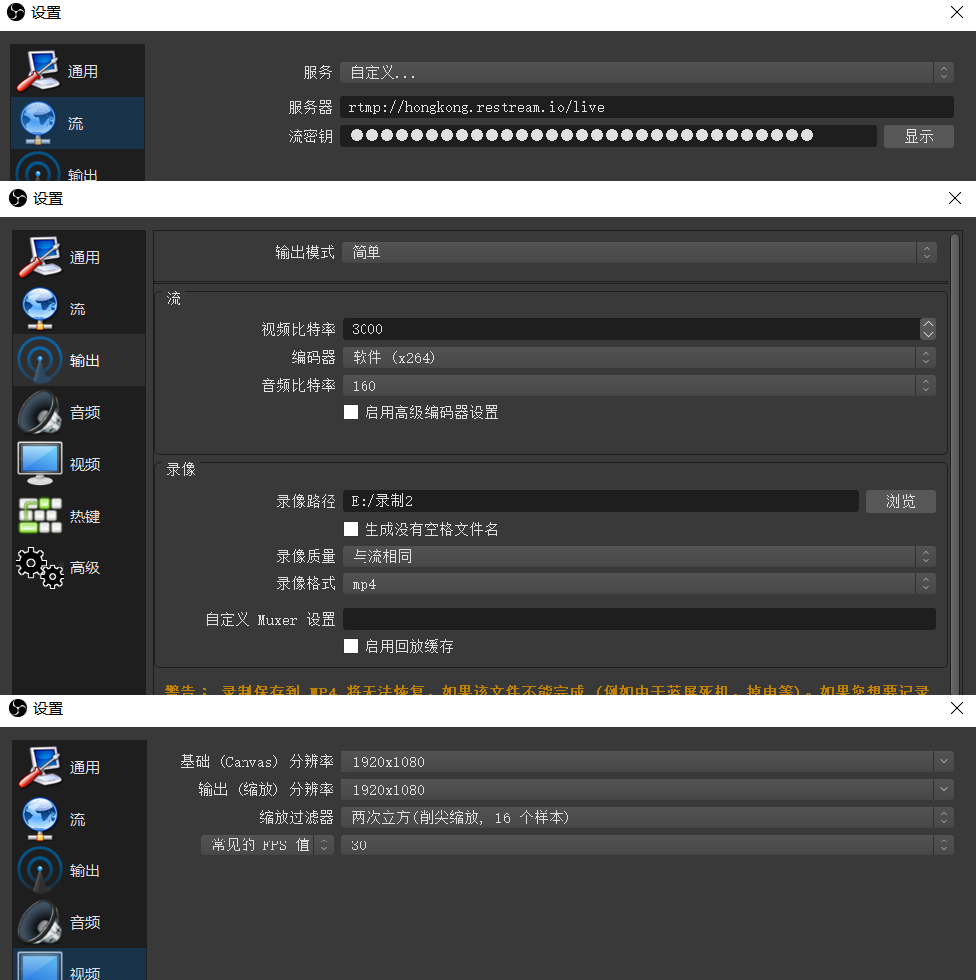 设置
通用
服务 自定义...
流
服务器 rtmp://hongkong.restream.io/live
流密钥 ●●●●●●●●●●●●●●●●●●●●●●●●●●●●●●● 显示
输出
设置
通用
输出模式 简单
流
流
视频比特率 3000
输出
编码器 软件 (x264)
音频比特率 160
音频
启用高级编码器设置
视频
录像
录像路径 E:/录制2 浏览
热键
生成没有空格文件名
录像质量 与流相同
高级
录像格式 mp4
自定义 Muxer 设置
启用回放缓存
警告： 录制保存到 MP4 将无法恢复，如果该文件不能完成 (例如由于蓝屏死机，掉电等)。如果您想要记录
设置
通用
基础 (Canvas) 分辨率 1920x1080
输出 (缩放) 分辨率 1920x1080
流
缩放过滤器 两次立方(削尖缩放, 16 个样本)
常见的 FPS 值 30
输出
音频
视频